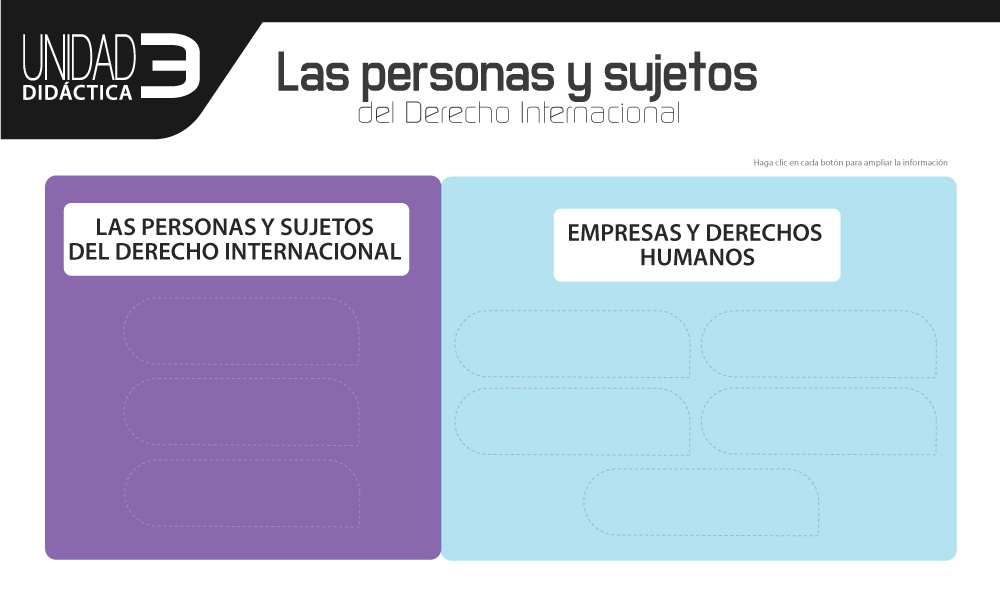 UNIDAD 3
DIDÁCTICA
Las personas y sujetos
del Derecho Internacional
Haga clic en cada botón para ampliar la información
LAS PERSONAS Y SUJETOS
DEL DERECHO INTERNACIONAL
EMPRESAS Y DERECHOS
HUMANOS